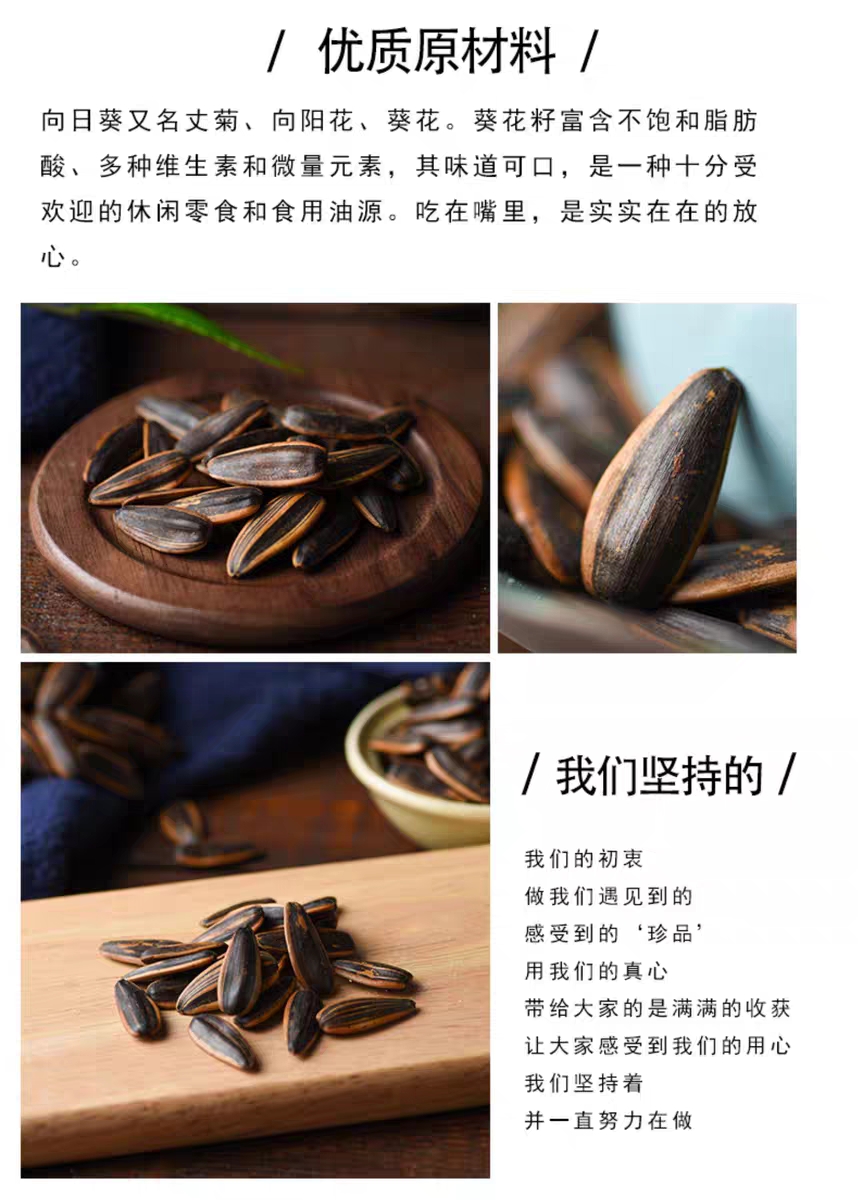 / 优质原材料 /
向日葵又名丈菊、向阳花、葵花。葵花籽富含不饱和脂肪
酸、多种维生素和微量元素，其味道可口，是一种十分受
欢迎的休闲零食和食用油源。吃在嘴里，是实实在在的放
心。
/ 我们坚持的 /
我们的初衷
做我们遇见到的
感受到的‘珍品’
用我们的真心
带给大家的是满满的收获
让大家感受到我们的用心
我们坚持着
并一直努力在做